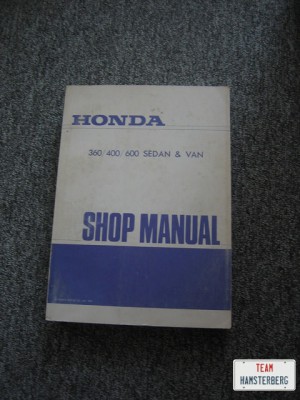 HONDA
360/400/600 SEDAN & VAN
SHOP MANUAL
TEAM
HAMSTERBERG